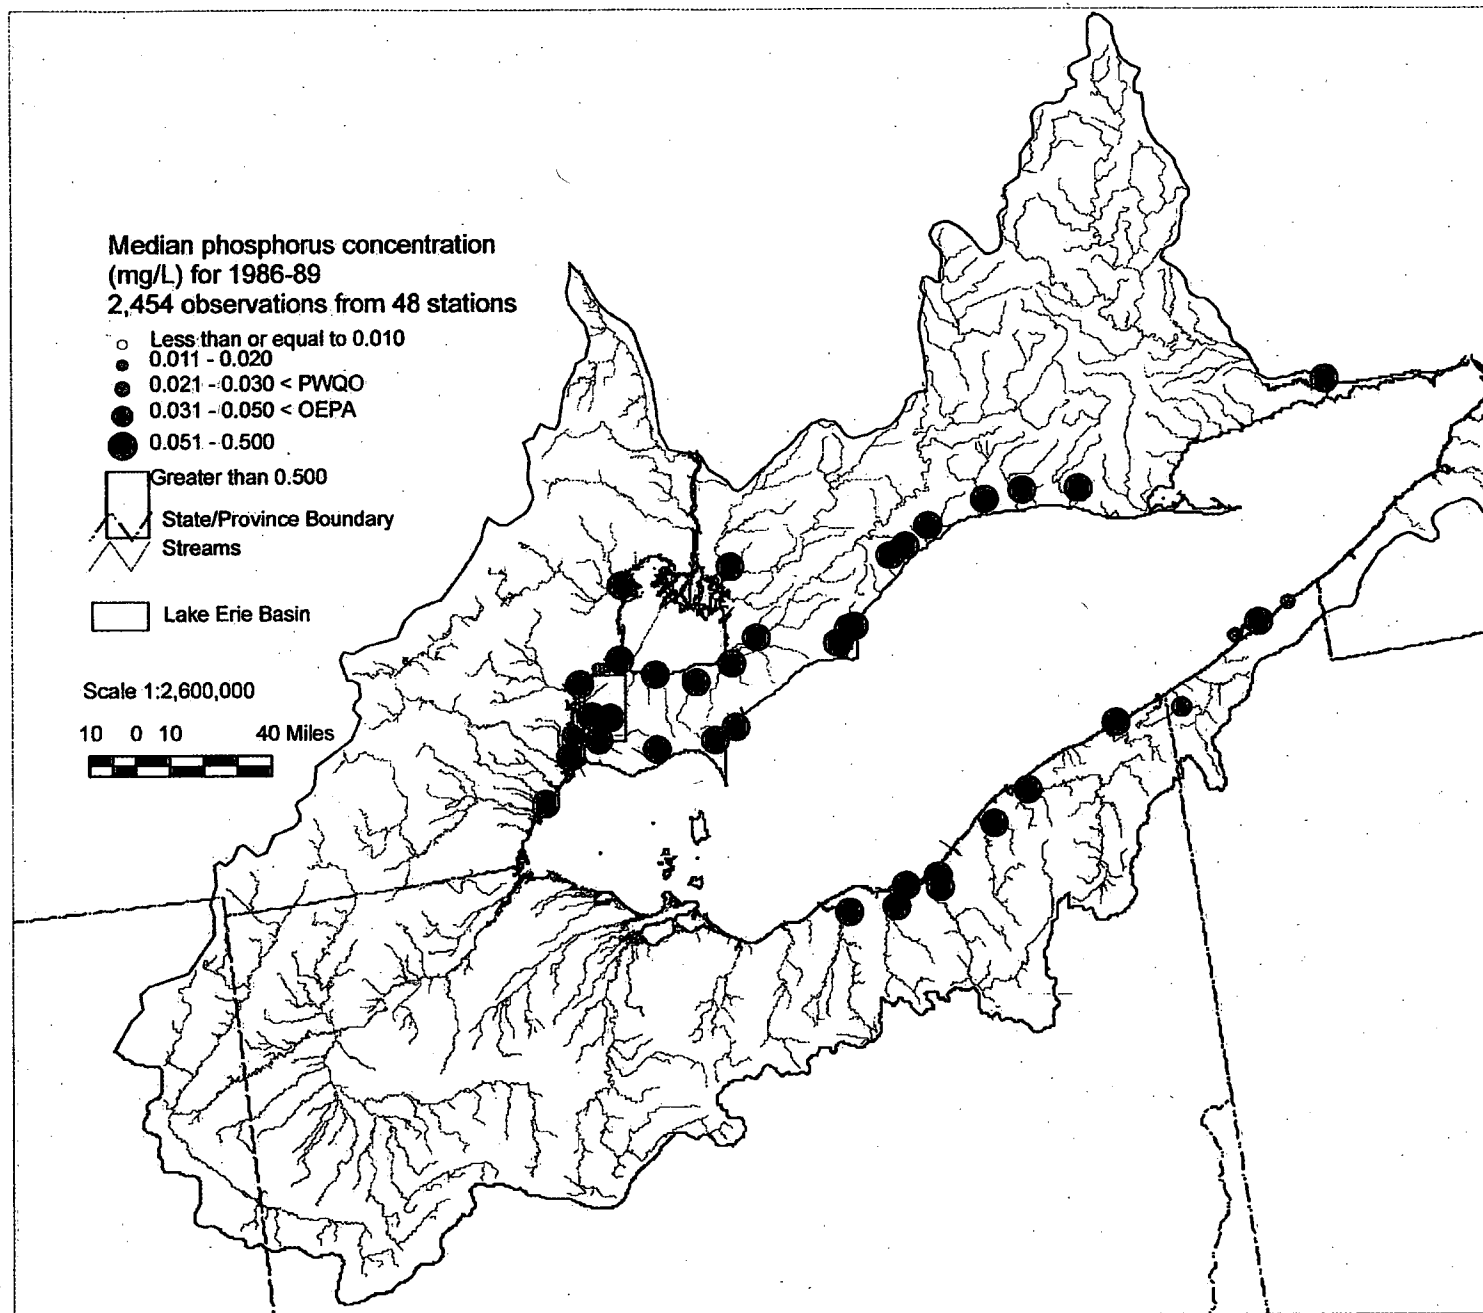 Median phosphorus concentration
(mg/L) for 1986-89
2,454 observations from 48 stations
Less than or equal to 0.010
0.011 - 0.020
0.021 - 0.030 < PWQO
0.031 - 0.050 < OEPA
0.051 - 0.500
Greater than 0.500
State/Province Boundary
Streams
Lake Erie Basin
Scale 1:2,600,000
10 0 10 40 Miles